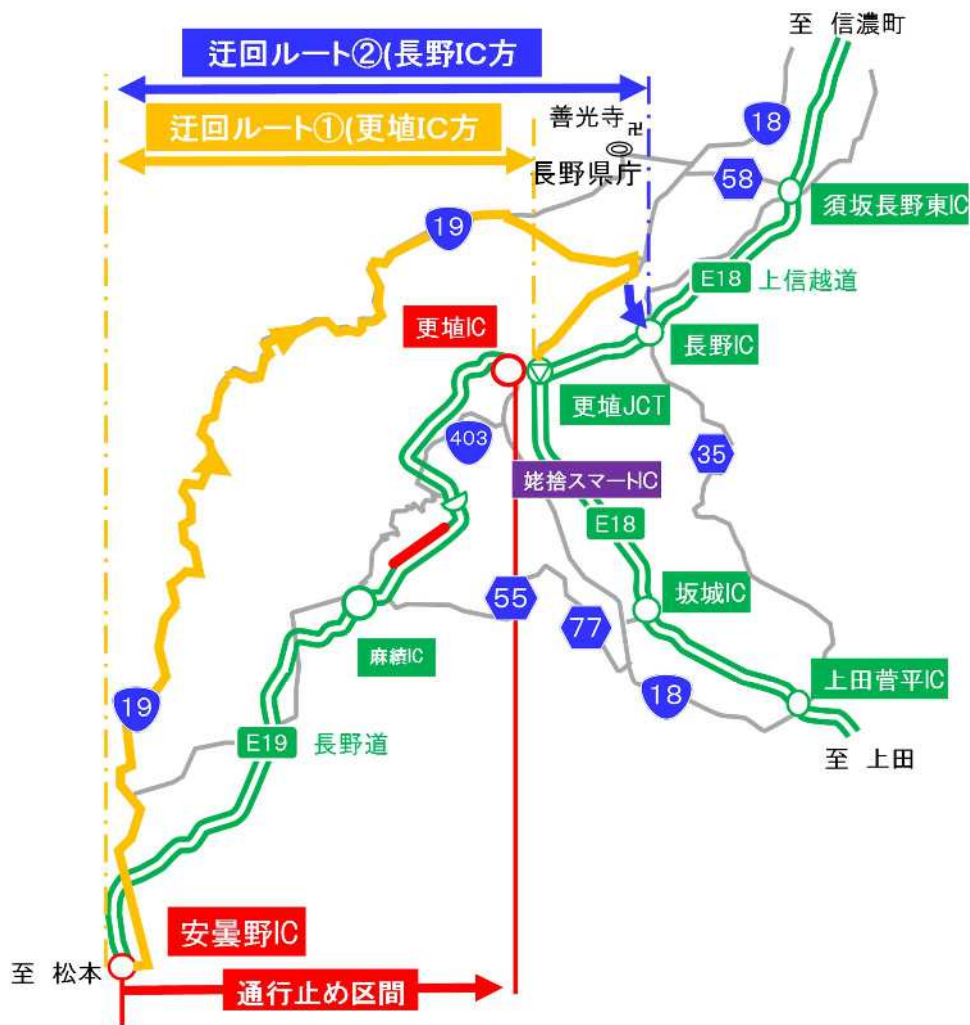 至 信濃町
迂回ルート②(長野IC方
善光寺
卍
18
迂回ルート①(更埴IC方
長野県庁
58
須坂長野東IC
19
E18 上信越道
更埴IC
長野IC
更埴JCT
403
35
姥捨スマートIC
E18
坂城IC
55
77
麻績IC
上田菅平IC
18
19
E19 長野道
至 上田
安曇野IC
至 松本
通行止め区間